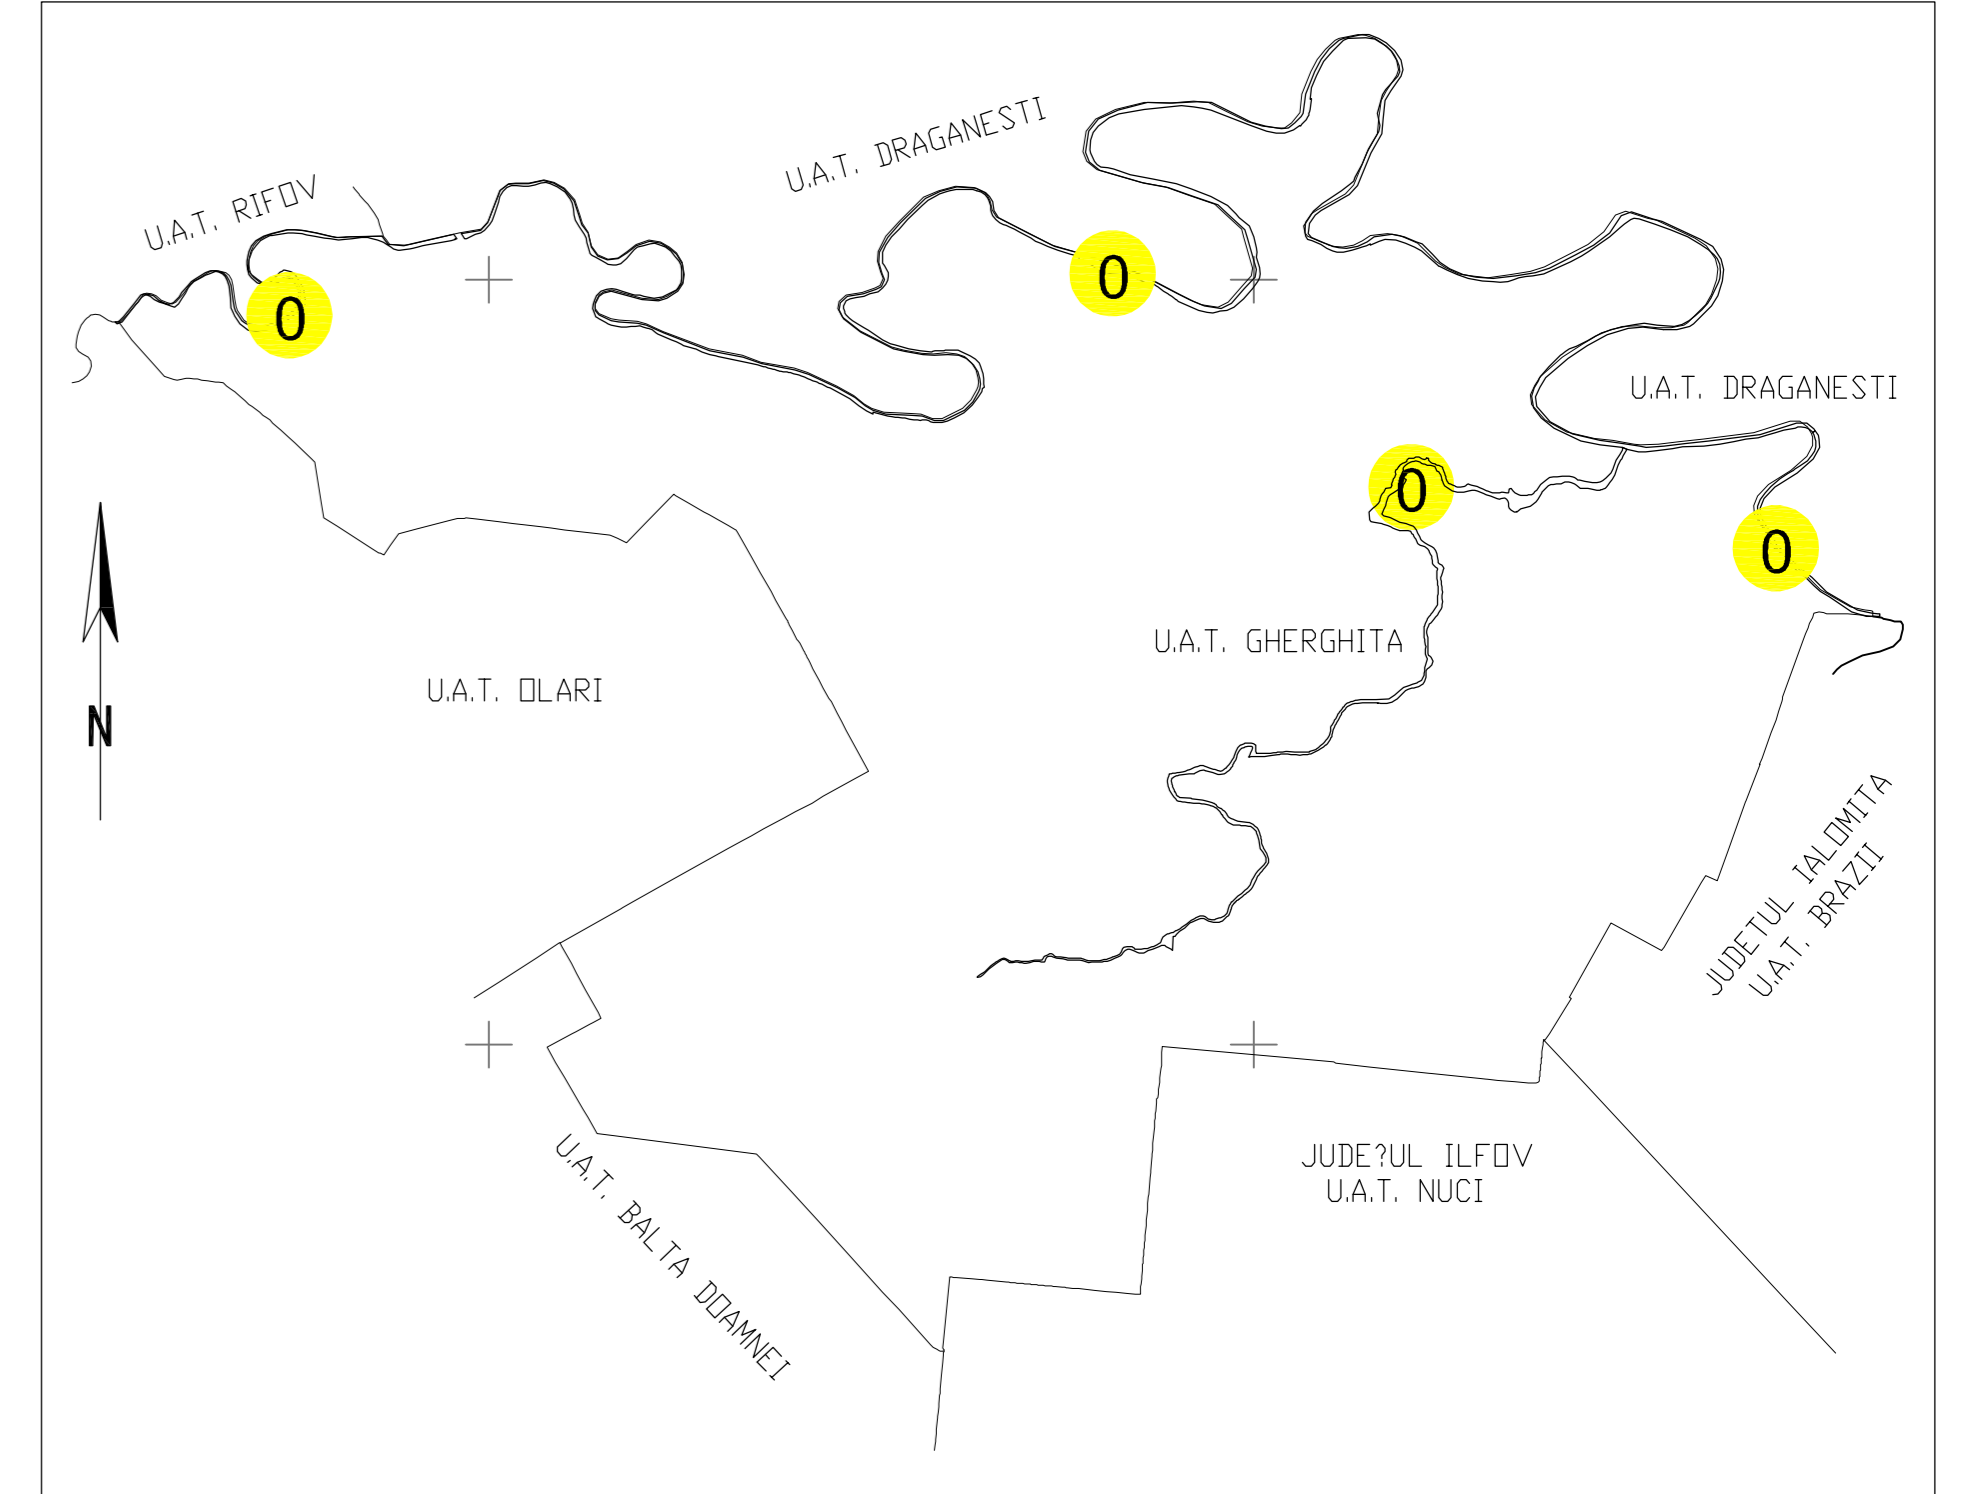 U.A.T. DRAGANESTI
U.A.T. RIFOV
0
0
U.A.T. DRAGANESTI
0
0
U.A.T. GHERGHITA
U.A.T. OLARI
N
JUDETUL IALOMITA
U.A.T. BRAZII
JUDE?UL ILFOV
U.A.T. NUCI
U.A.T. BALTA DOAMNEI